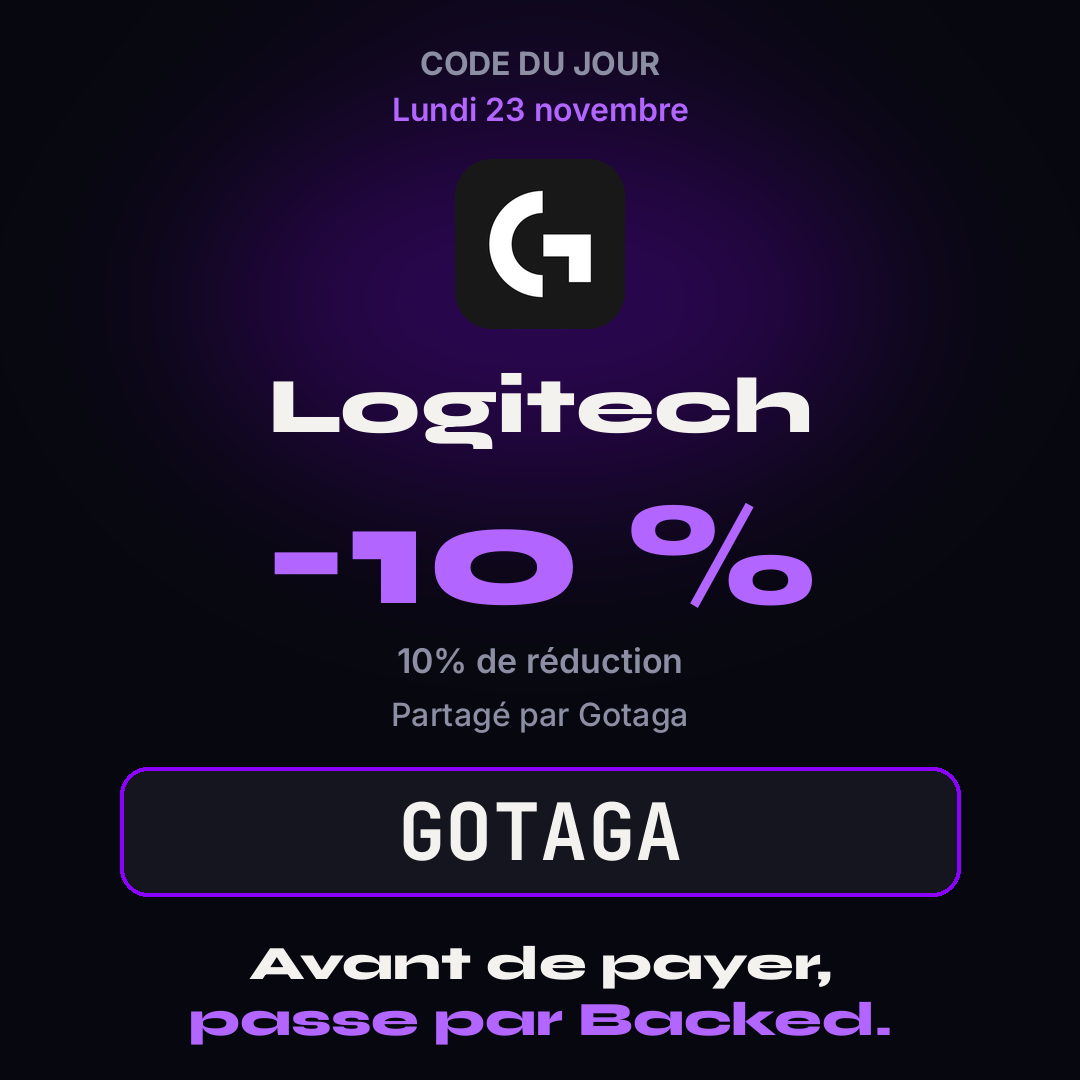 CODE DU JOUR
Lundi 23 novembre
Logitech
-10 %
10% de réduction
Partagé par Gotaga
GOTAGA
Avant de payer,
passe par Backed.